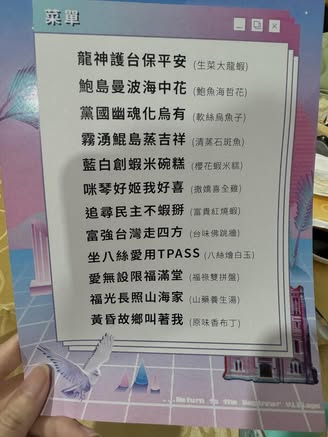 菜單
龍神護台保平安 (生菜大龍蝦)
鮑島曼波海中花 (鮑魚海哲花)
黨國幽魂化烏有 (軟絲烏魚子)
霧湧鯤島蒸吉祥 (清蒸石斑魚)
藍白創蝦米碗糕 (櫻花蝦米糕)
咪琴好姬我好喜 (撒嬌喜全雞)
追尋民主不蝦掰 (富貴紅燒蝦)
富強台灣走四方 (台味佛跳牆)
坐八絲愛用TPASS (八絲燴白玉)
愛無設限福滿堂 (福祿雙拼盤)
福光長照山海家 (山藥養生湯)
黃昏故鄉叫著我 (原味香布丁)
...Return to the Beginner Village